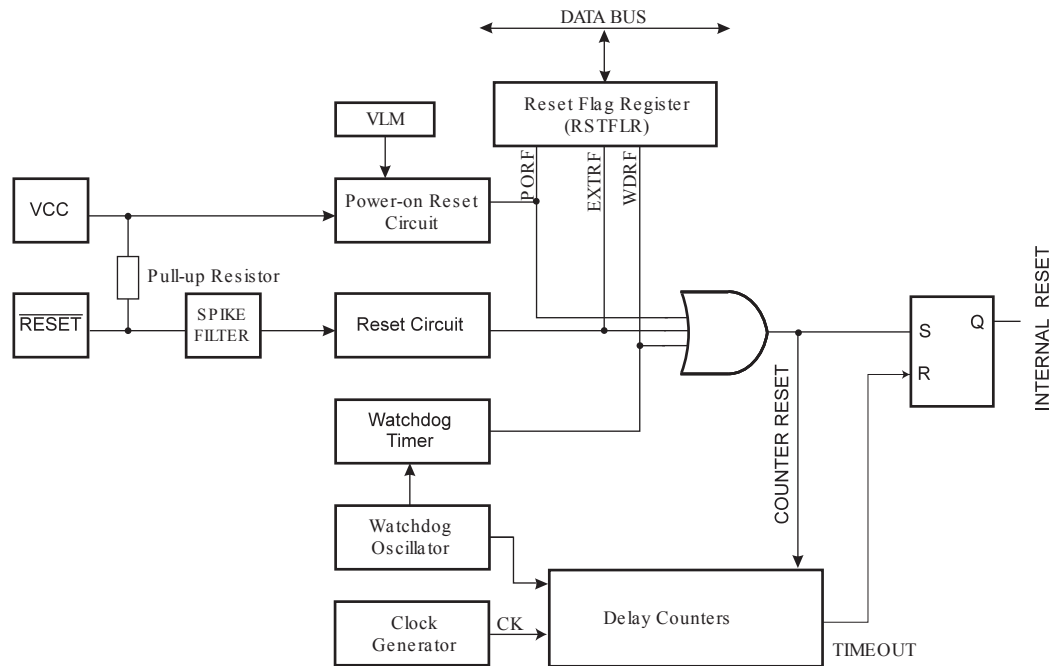 DATA BUS
Reset Flag Register
(RSTFLR)
VLM
PORF
EXTRF
WDRF
VCC
Power-on Reset
Circuit
Pull-up Resistor
RESET
SPIKE
FILTER
Reset Circuit
S
Q
R
INTERNAL RESET
Watchdog
Timer
COUNTER RESET
Watchdog
Oscillator
Delay Counters
Clock
Generator
CK
TIMEOUT